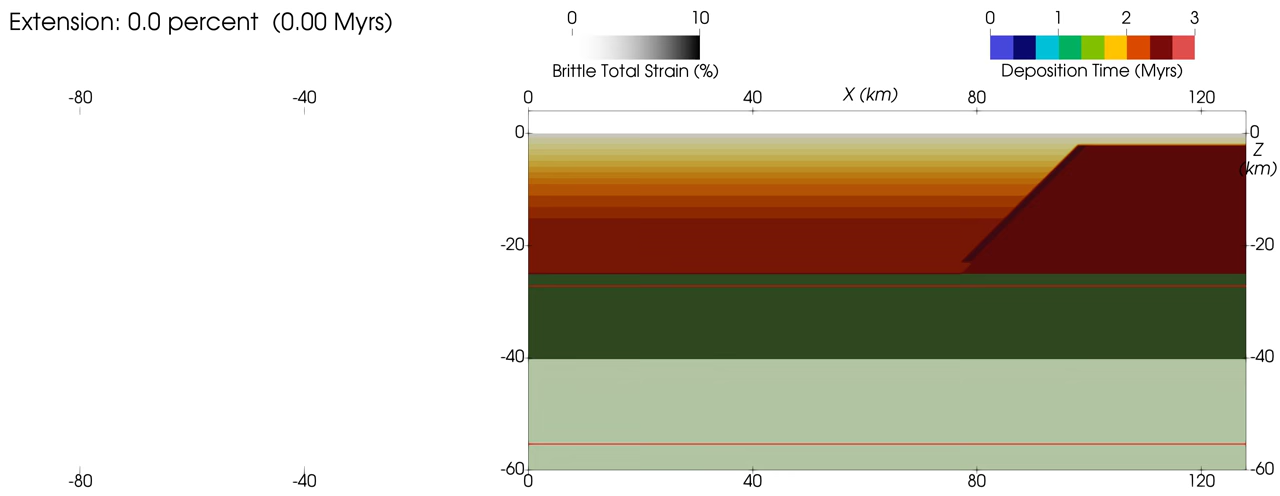 Extension: 0.0 percent (0.00 Myrs)
0 10
Brittle Total Strain (%)
0 1 2 3
Deposition Time (Myrs)
-80 -40 0 40 X (km) 80 120
0 0
Z
(km)
-20 -20
-40 -40
-60 -60
-80 -40 0 40 80 120